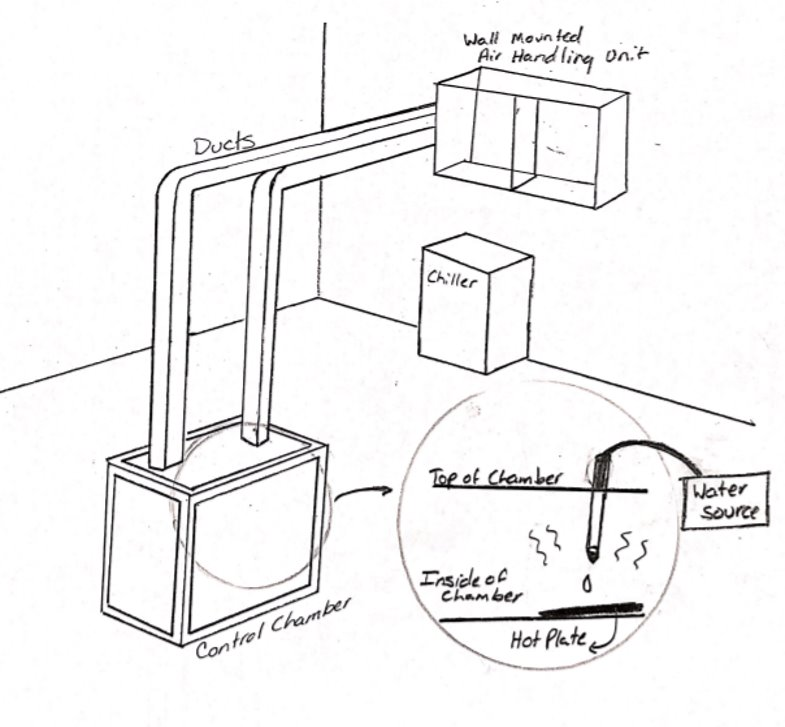 Wall Mounted
Air Handling Unit
Ducts
Chiller
Top of Chamber
Water
Source
Inside of
Chamber
Hot Plate
Control Chamber